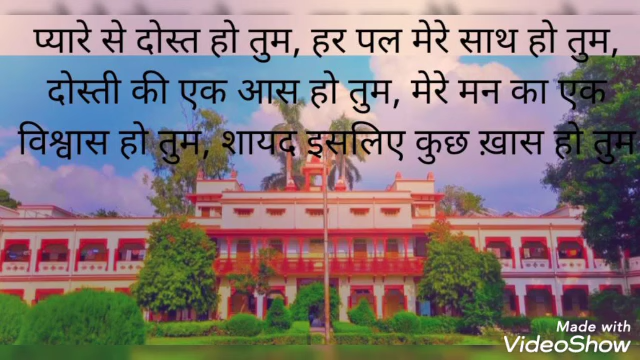 प्यारे से दोस्त हो तुम, हर पल मेरे साथ हो तुम,
दोस्ती की एक आस हो तुम, मेरे मन का एक
विश्वास हो तुम, शायद इसलिए कुछ ख़ास हो तुम
Made with
VideoShow